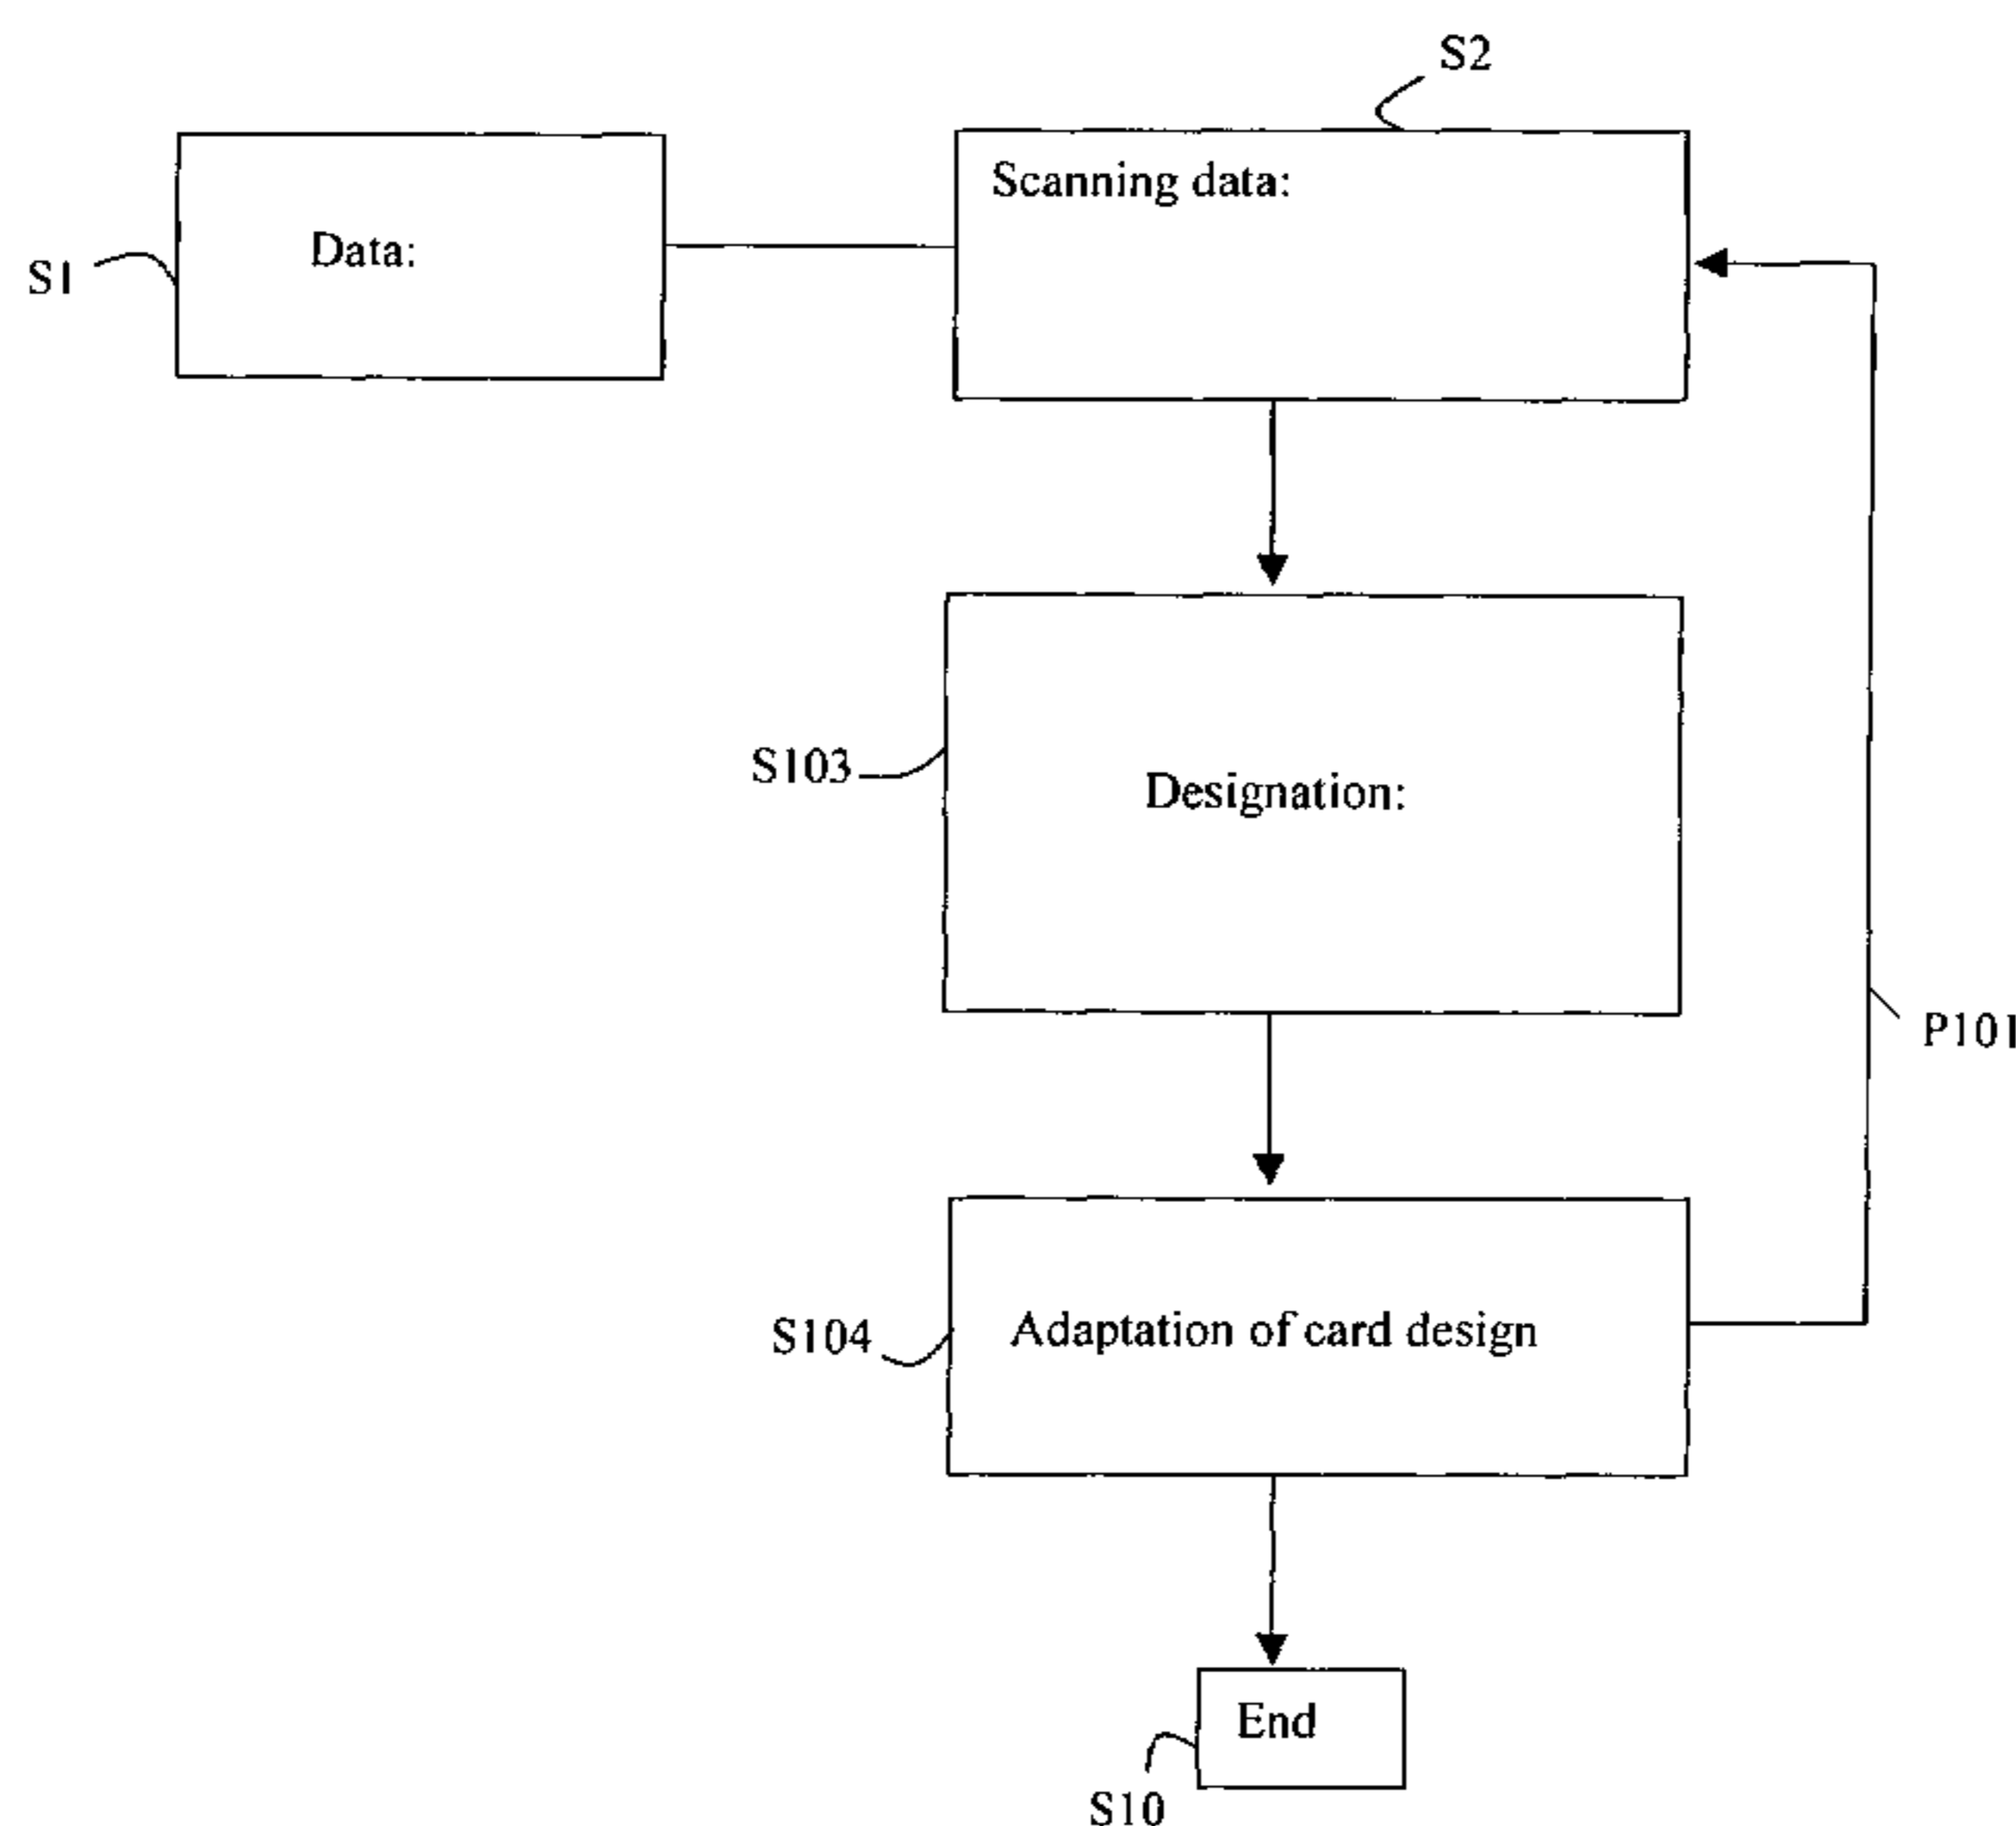 S2
Scanning data:
Data:
S1
S103
Designation:
P101
S104
Adaptation of card design
End
S10